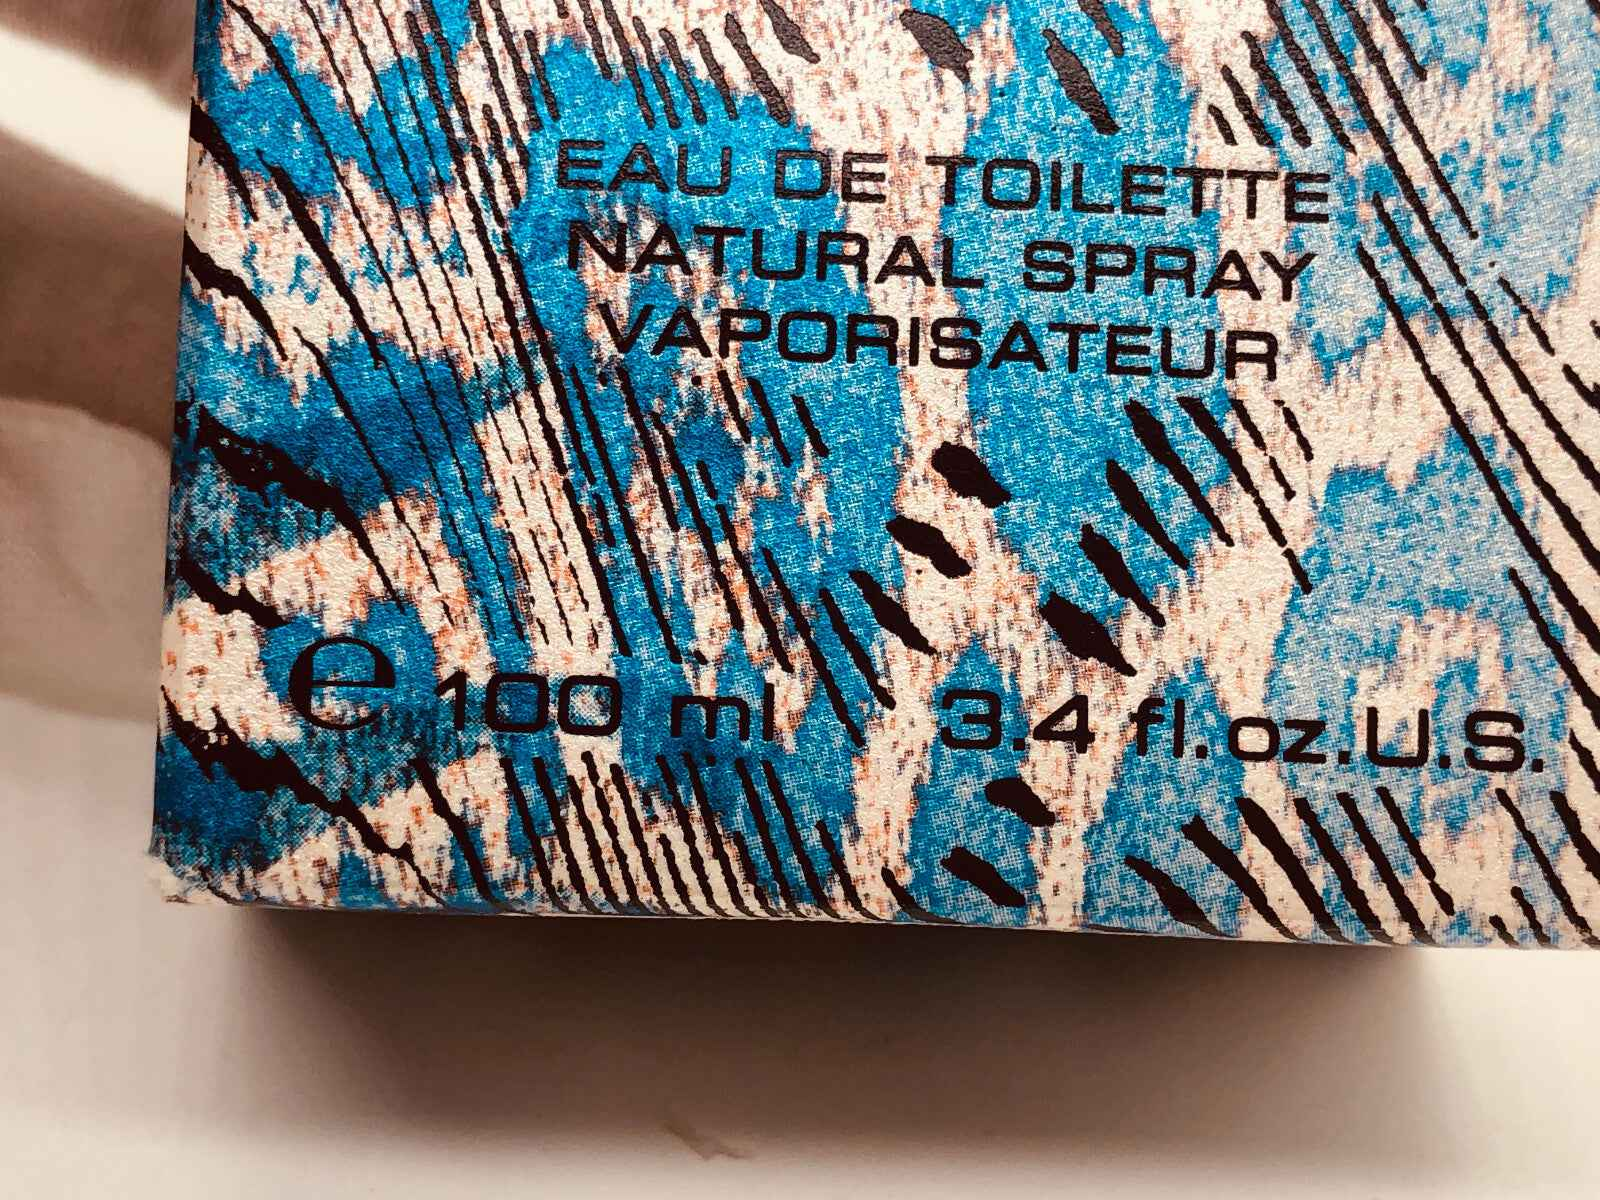 EAU DE TOILETTE
NATURAL SPRAY
VAPORISATEUR
℮ 100 ml 3.4 fl.oz.U.S.